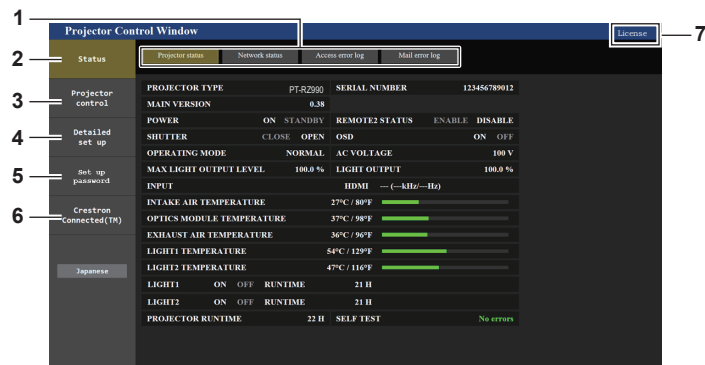 1
Projector Control Window License 7
2 Status Projector status Network status Access error log Mail error log
3 Projector control
4 Detailed set up
5 Set up password
6 Crestron Connected(TM)
Japanese
PROJECTOR TYPE PT-RZ990 SERIAL NUMBER 123456789012
MAIN VERSION 0.38
POWER ON STANDBY REMOTE2 STATUS ENABLE DISABLE
SHUTTER CLOSE OPEN OSD ON OFF
OPERATING MODE NORMAL AC VOLTAGE 100 V
MAX LIGHT OUTPUT LEVEL 100.0 % LIGHT OUTPUT 100.0 %
INPUT HDMI --- (---kHz/---Hz)
INTAKE AIR TEMPERATURE 27°C / 80°F
OPTICS MODULE TEMPERATURE 37°C / 98°F
EXHAUST AIR TEMPERATURE 36°C / 96°F
LIGHT1 TEMPERATURE 54°C / 129°F
LIGHT2 TEMPERATURE 47°C / 116°F
LIGHT1 ON OFF RUNTIME 21 H
LIGHT2 ON OFF RUNTIME 21 H
PROJECTOR RUNTIME 22 H SELF TEST No errors